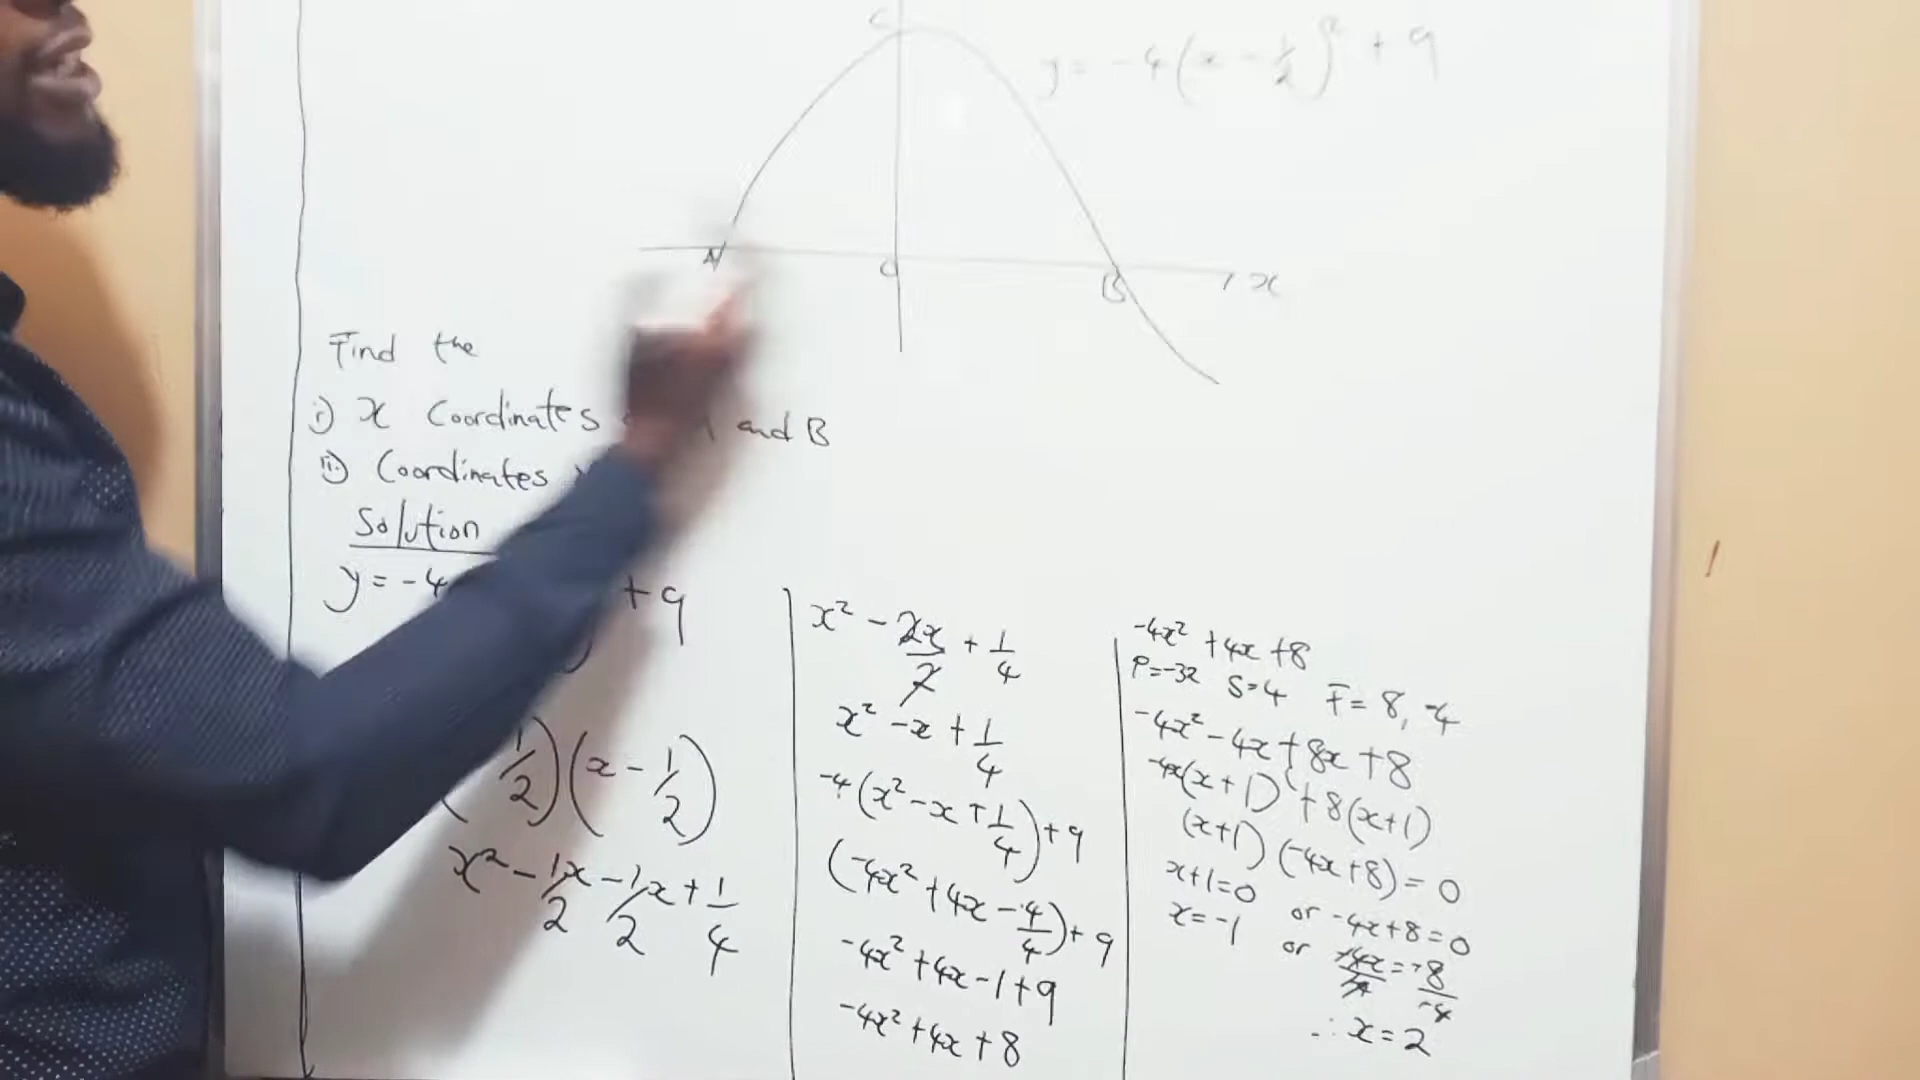 C
y = -4(x - 1/2)² + 9
A
O
B
x
Find the
i) x Coordinates A and B
ii) Coordinates
Solution
y = -4 + 9
1/2)(x - 1/2)
x² - 1/2x - 1/2x + 1/4
x² - 2x/2 + 1/4
x² - x + 1/4
-4(x² - x + 1/4) + 9
(-4x² + 4x - 4/4) + 9
-4x² + 4x - 1 + 9
-4x² + 4x + 8
-4x² + 4x + 8
P = -32 S = 4 F = 8, -4
-4x² - 4x + 8x + 8
-4x(x + 1) + 8(x + 1)
(x + 1)(-4x + 8) = 0
x + 1 = 0 or -4x + 8 = 0
x = -1 or -4x/-4 = -8/-4
∴ x = 2